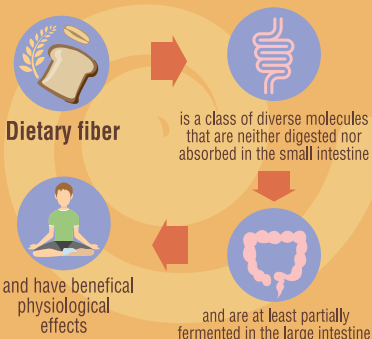 Dietary fiber
is a class of diverse molecules
that are neither digested nor
absorbed in the small intestine
and are at least partially
fermented in the large intestine
and have benefical
physiological
effects